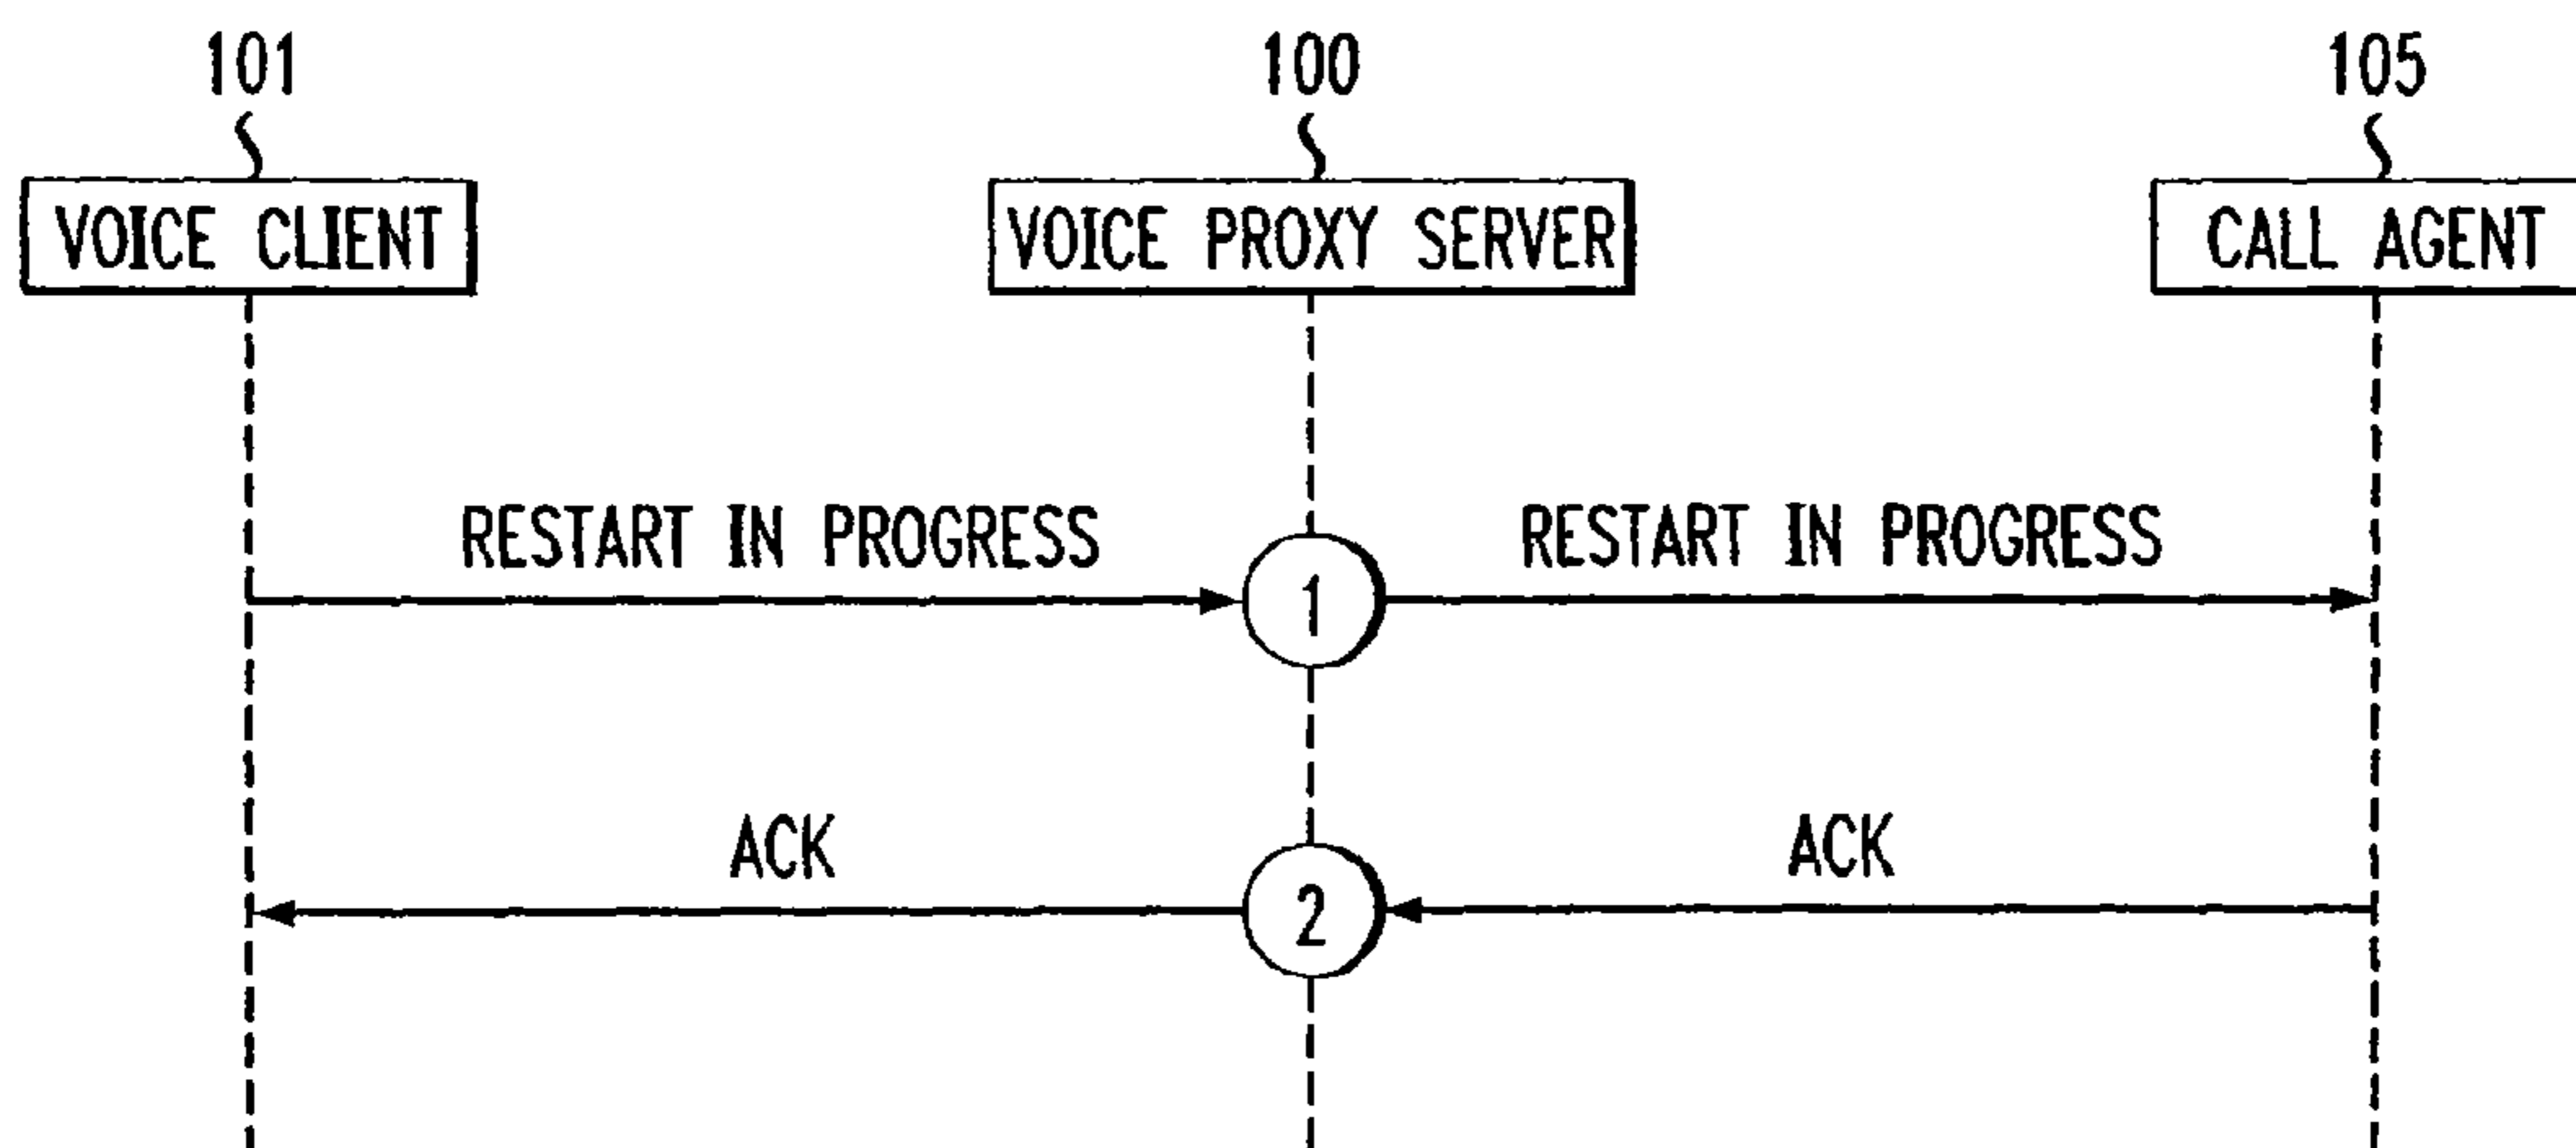 101
100
105
VOICE CLIENT
VOICE PROXY SERVER
CALL AGENT
RESTART IN PROGRESS
RESTART IN PROGRESS
1
ACK
ACK
2